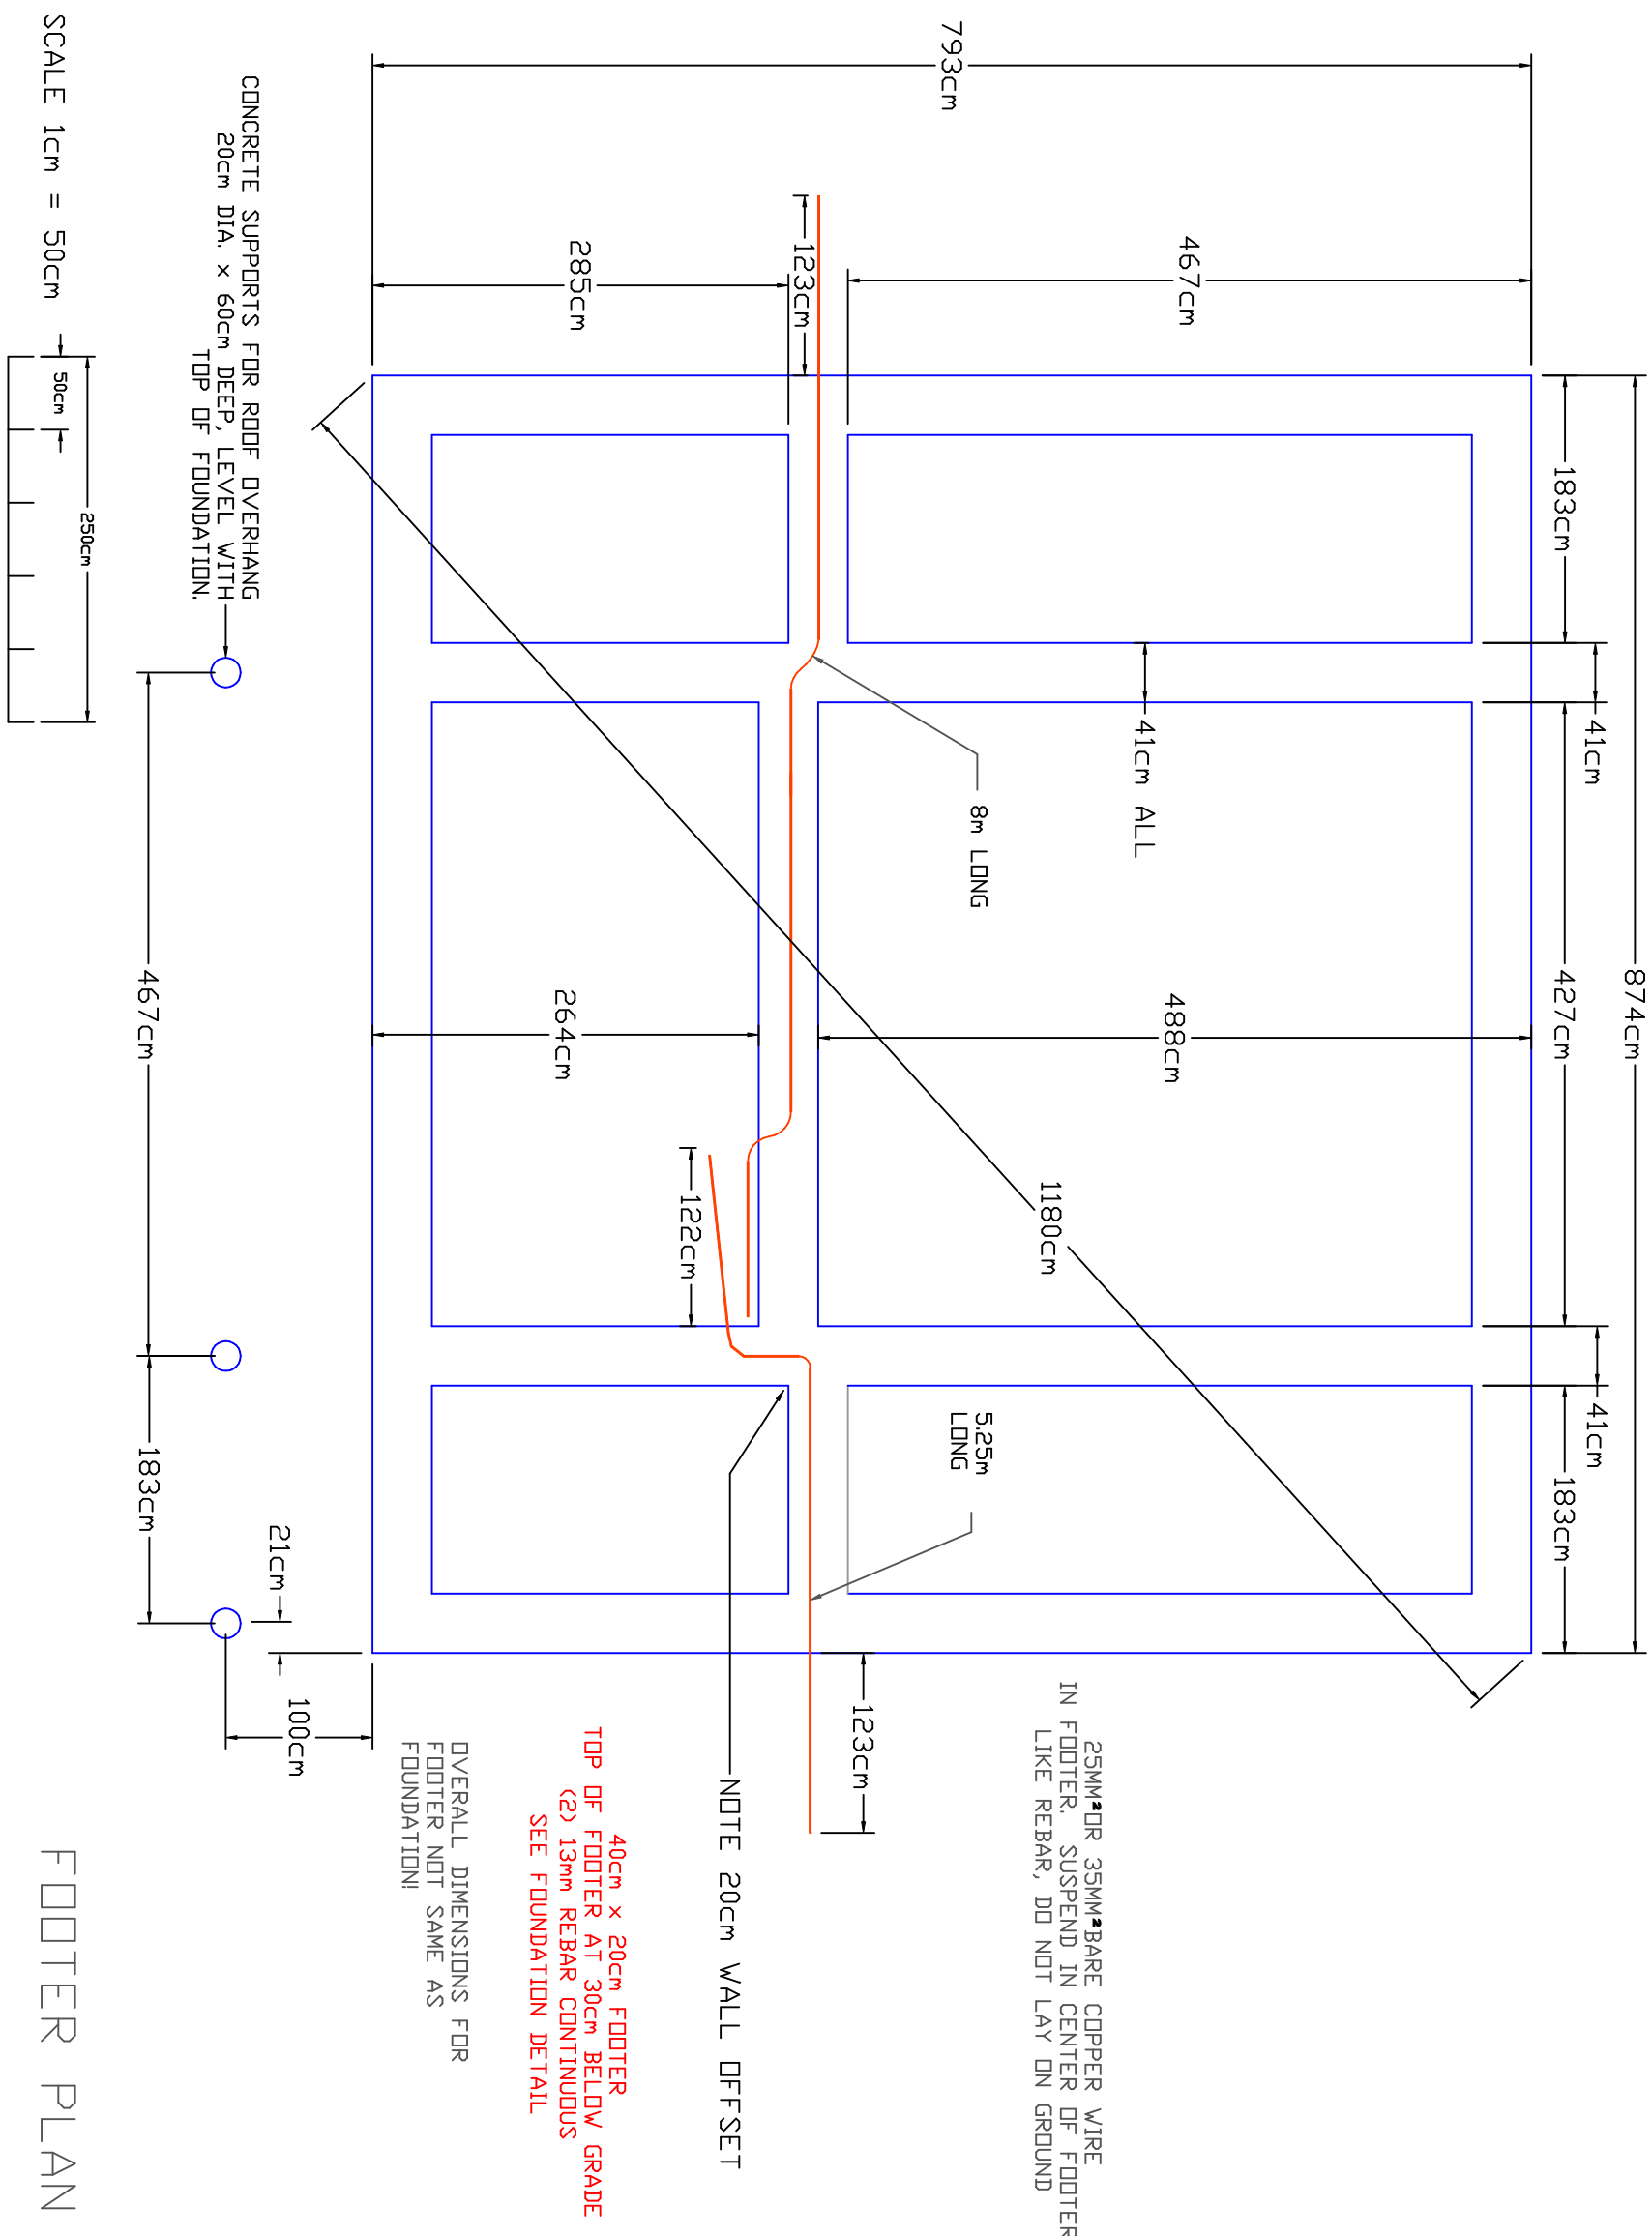 874cm
183cm
427cm
183cm
41cm
41cm
41cm ALL
793cm
467cm
285cm
123cm
8m LONG
488cm
264cm
1180cm
122cm
5.25m
LONG
123cm
25MM²OR 35MM²BARE COPPER WIRE
IN FOOTER. SUSPEND IN CENTER OF FOOTER
LIKE REBAR, DO NOT LAY ON GROUND
NOTE 20cm WALL OFFSET
40cm x 20cm FOOTER
TOP OF FOOTER AT 30cm BELOW GRADE
(2) 13mm REBAR CONTINUOUS
SEE FOUNDATION DETAIL
OVERALL DIMENSIONS FOR
FOOTER NOT SAME AS
FOUNDATION!
100cm
21cm
CONCRETE SUPPORTS FOR ROOF OVERHANG
20cm DIA. x 60cm DEEP, LEVEL WITH
TOP OF FOUNDATION.
467cm
183cm
SCALE 1cm = 50cm
50cm
250cm
FOOTER PLAN